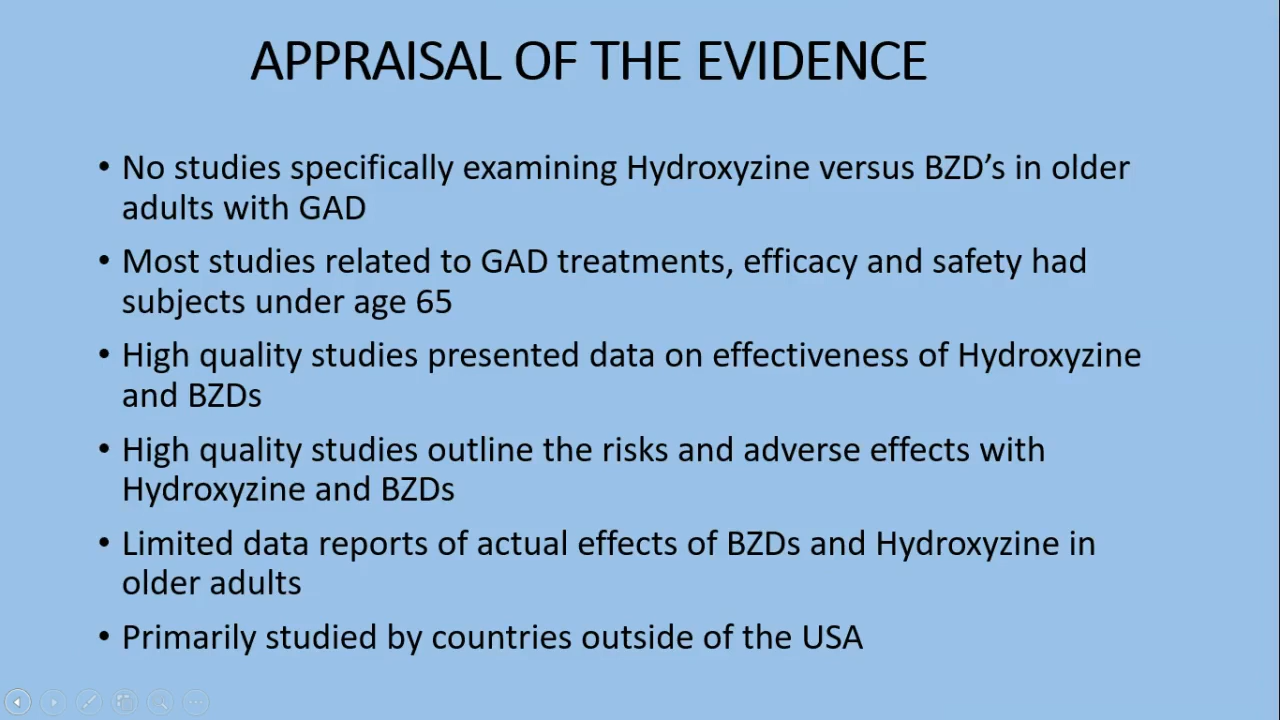 APPRAISAL OF THE EVIDENCE
• No studies specifically examining Hydroxyzine versus BZD’s in older
adults with GAD
• Most studies related to GAD treatments, efficacy and safety had
subjects under age 65
• High quality studies presented data on effectiveness of Hydroxyzine
and BZDs
• High quality studies outline the risks and adverse effects with
Hydroxyzine and BZDs
• Limited data reports of actual effects of BZDs and Hydroxyzine in
older adults
• Primarily studied by countries outside of the USA